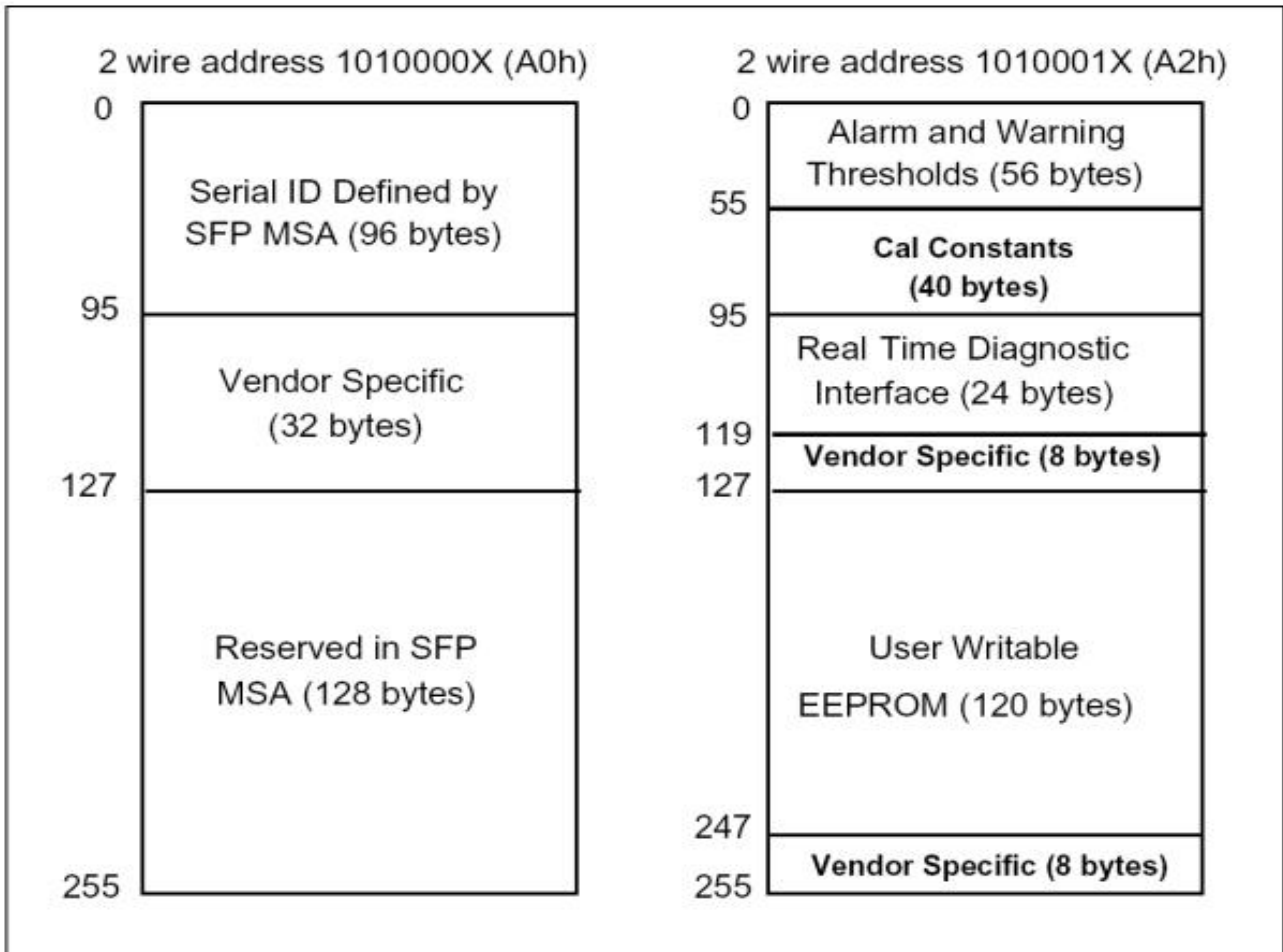 2 wire address 1010000X (A0h)
0
Serial ID Defined by
SFP MSA (96 bytes)
95
Vendor Specific
(32 bytes)
127
Reserved in SFP
MSA (128 bytes)
255
2 wire address 1010001X (A2h)
0
Alarm and Warning
Thresholds (56 bytes)
55
Cal Constants
(40 bytes)
95
Real Time Diagnostic
Interface (24 bytes)
119
Vendor Specific (8 bytes)
127
User Writable
EEPROM (120 bytes)
247
Vendor Specific (8 bytes)
255